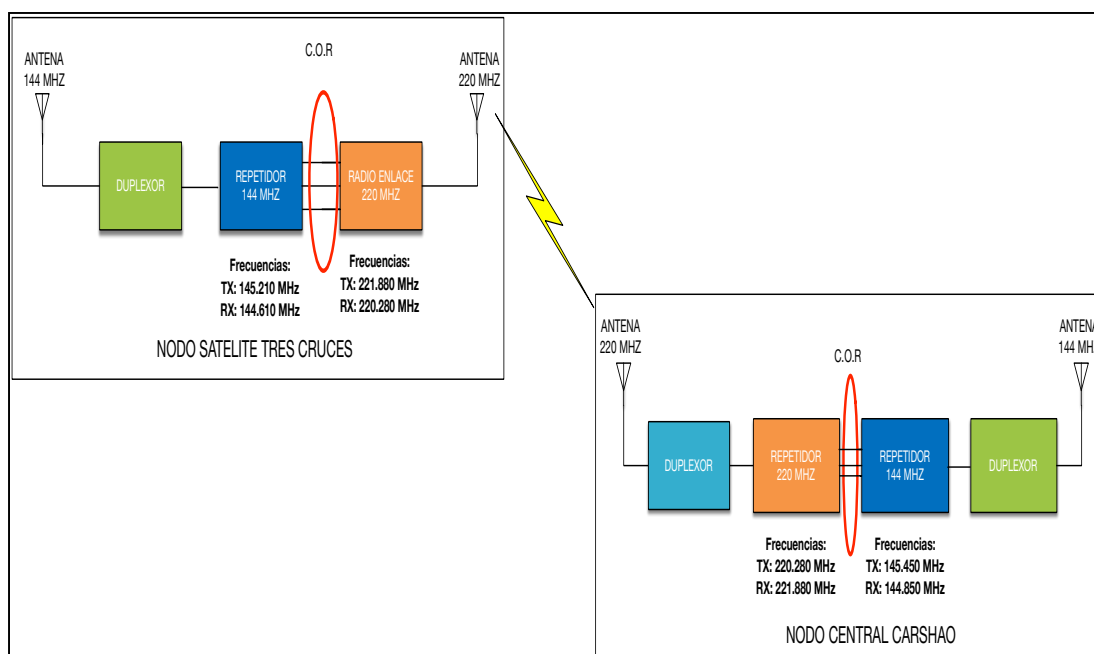 C.O.R
ANTENA
144 MHZ
ANTENA
220 MHZ
DUPLEXOR
REPETIDOR
144 MHZ
RADIO ENLACE
220 MHZ
Frecuencias:
TX: 145.210 MHz
RX: 144.610 MHz
Frecuencias:
TX: 221.880 MHz
RX: 220.280 MHz
NODO SATELITE TRES CRUCES
ANTENA
220 MHZ
C.O.R
ANTENA
144 MHZ
DUPLEXOR
REPETIDOR
220 MHZ
REPETIDOR
144 MHZ
DUPLEXOR
Frecuencias:
TX: 220.280 MHz
RX: 221.880 MHz
Frecuencias:
TX: 145.450 MHz
RX: 144.850 MHz
NODO CENTRAL CARSHAO